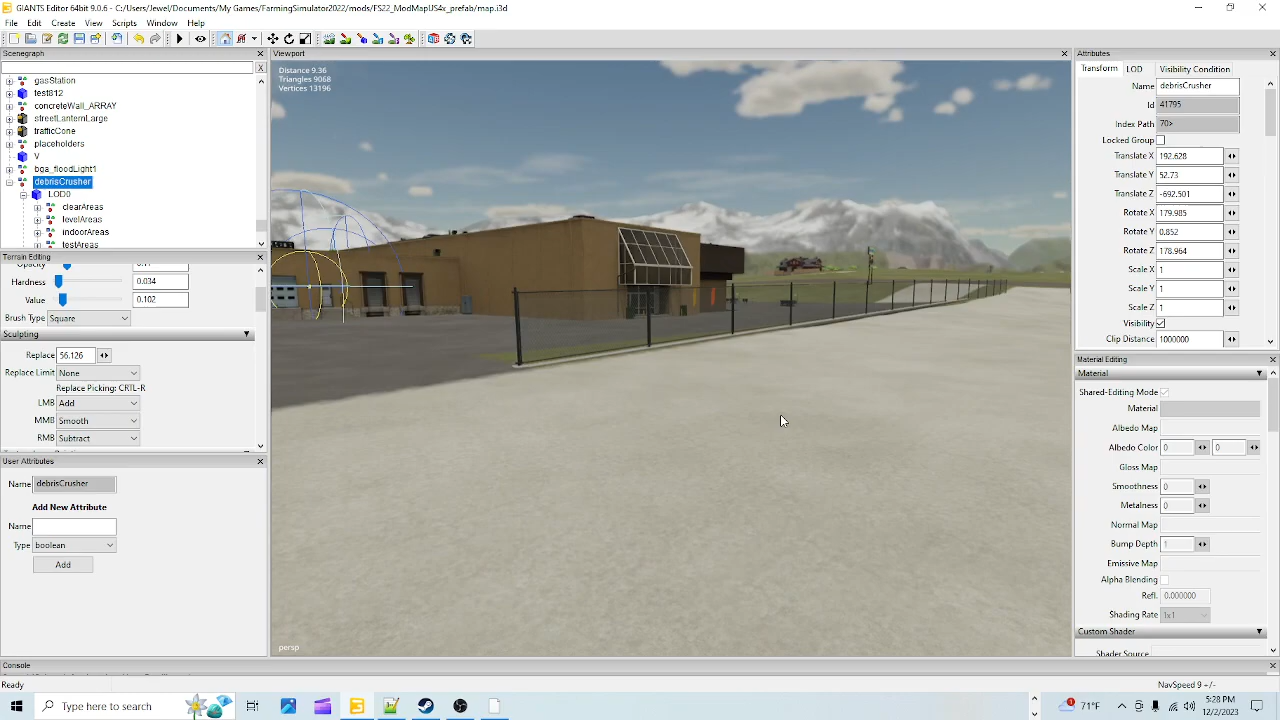 GIANTS Editor 64bit 9.0.6 - C:/Users/Jewel/Documents/My Games/FarmingSimulator2022/mods/FS22_ModMapUS4x_prefab/map.i3d
File Edit Create View Scripts Window Help
Scenegraph
Viewport
Attributes
X
gasStation
test812
concreteWall_ARRAY
streetLanternLarge
trafficCone
placeholders
V
bga_floodLight1
debrisCrusher
LOD0
clearAreas
levelAreas
indoorAreas
testAreas
Terrain Editing
Hardness 0.034
Value 0.102
Brush Type Square
Sculpting
Replace 56.126
Replace Limit None
Replace Picking: CRTL-R
LMB Add
MMB Smooth
RMB Subtract
User Attributes
Name debrisCrusher
Add New Attribute
Name
Type boolean
Add
Console
Ready
Distance 9.36
Triangles 9068
Vertices 13196
persp
Transform LOD Visibility Condition
Name debrisCrusher
Id 41795
Index Path 70>
Locked Group
Translate X 192.628
Translate Y 52.73
Translate Z -692.501
Rotate X 179.985
Rotate Y 0.852
Rotate Z 178.964
Scale X 1
Scale Y 1
Scale Z 1
Visibility
Clip Distance 1000000
Material Editing
Material
Shared-Editing Mode
Material
Albedo Map
Albedo Color 0 0
Gloss Map
Smoothness 0
Metalness 0
Normal Map
Bump Depth 1
Emissive Map
Alpha Blending
Refl. 0.000000
Shading Rate 1x1
Custom Shader
NavSpeed 9 +/-
Type here to search
71°F
5:28 PM
12/2/2023